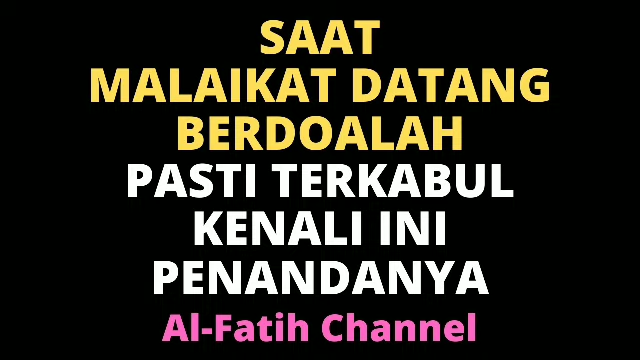 SAAT
MALAIKAT DATANG
BERDOALAH
PASTI TERKABUL
KENALI INI
PENANDANYA
Al-Fatih Channel